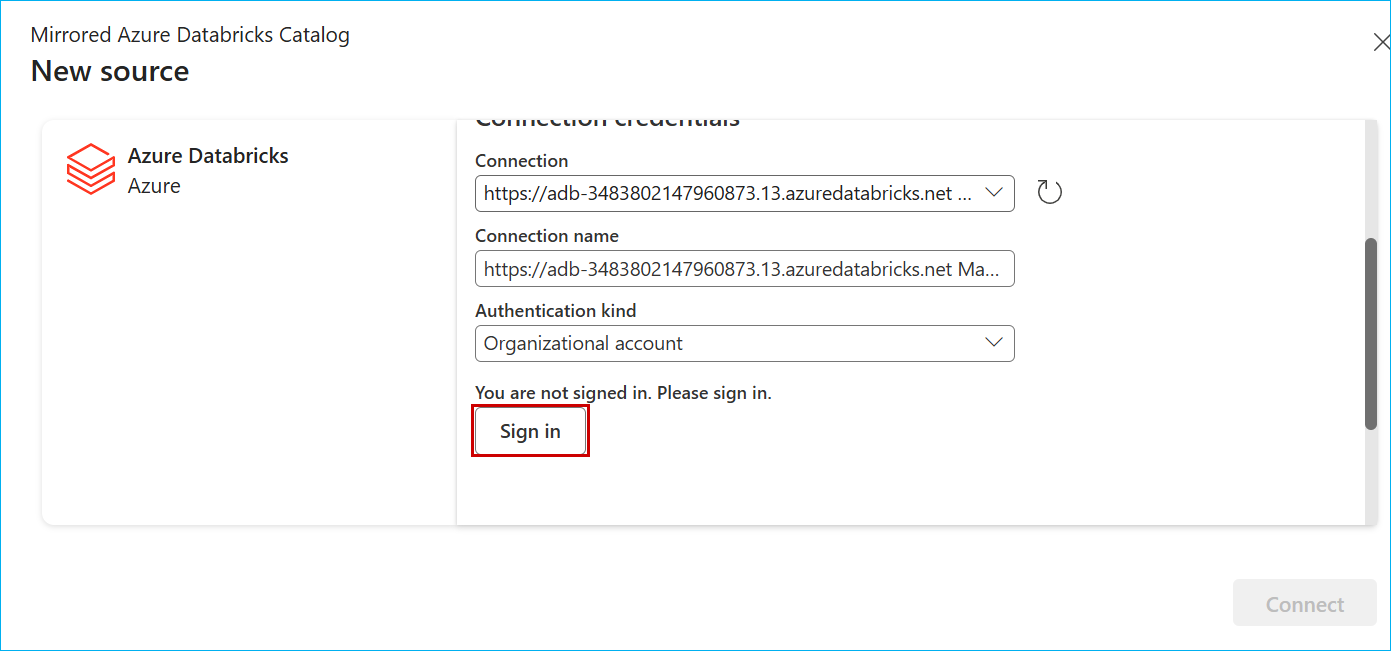 Mirrored Azure Databricks Catalog
New source
Azure Databricks
Azure
Connection credentials
Connection
https://adb-3483802147960873.13.azuredatabricks.net ...
Connection name
https://adb-3483802147960873.13.azuredatabricks.net Ma...
Authentication kind
Organizational account
You are not signed in. Please sign in.
Sign in
Connect